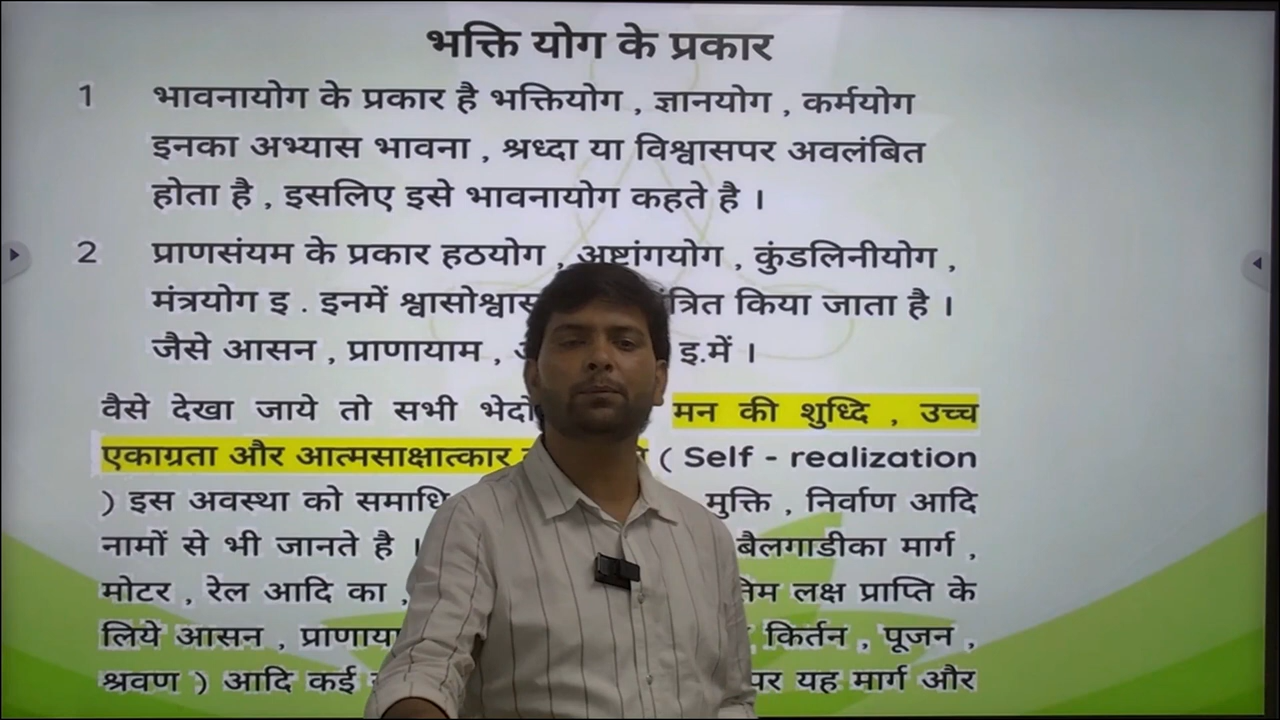 भक्ति योग के प्रकार
1 भावनायोग के प्रकार है भक्तियोग , ज्ञानयोग , कर्मयोग
इनका अभ्यास भावना , श्रध्दा या विश्वासपर अवलंबित
होता है , इसलिए इसे भावनायोग कहते है ।
2 प्राणसंयम के प्रकार हठयोग , अष्टांगयोग , कुंडलिनीयोग ,
मंत्रयोग इ . इनमें किया जाता है ।
जैसे आसन , प्राणायाम , इ.में ।
वैसे देखा जाये तो सभी मन की शुध्दि , उच्च
एकाग्रता और आत्मसाक्षात्कार ( Self - realization
) इस अवस्था को मुक्ति , निर्वाण आदि
नामों से भी जानते है । बैलगाडीका मार्ग ,
मोटर , रेल आदि का , लक्ष प्राप्ति के
लिये आसन , किर्तन , पूजन ,
श्रवण ) आदि कई यह मार्ग और